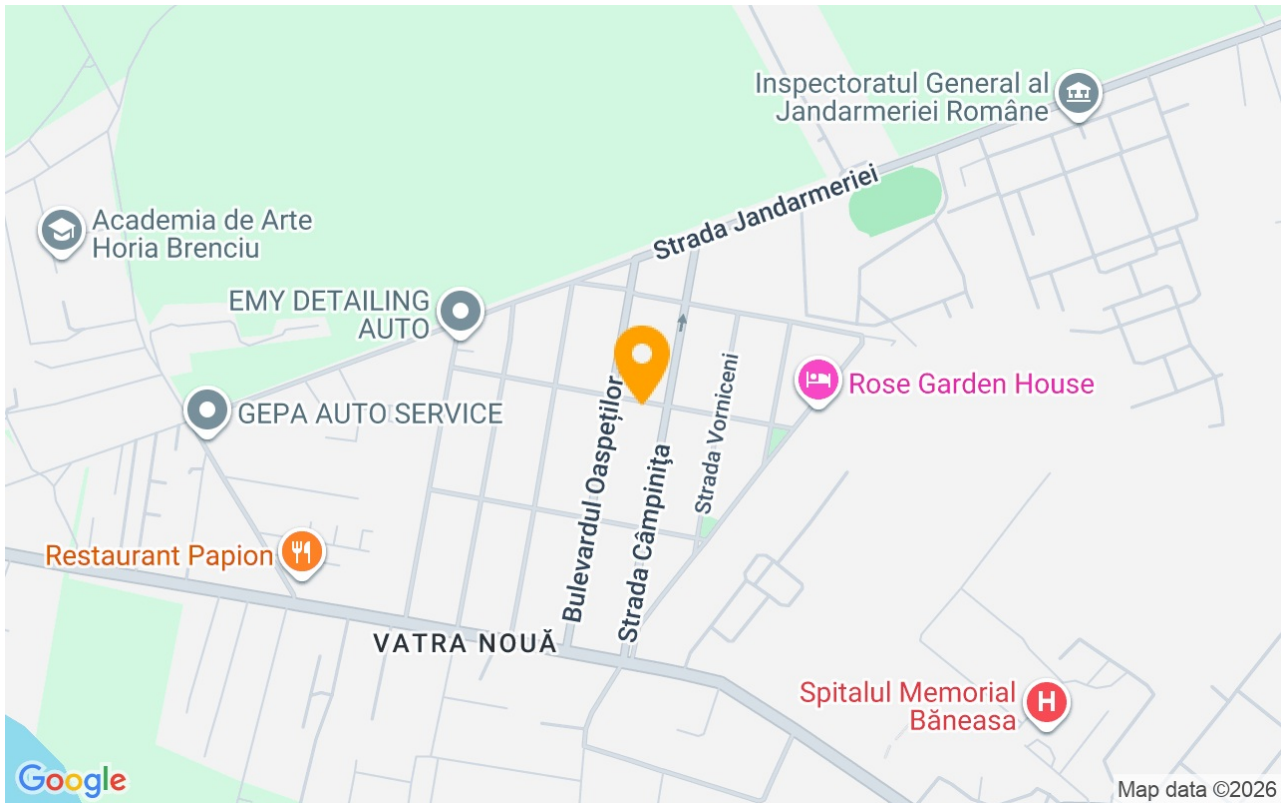 Inspectoratul General al
Jandarmeriei Române
Strada Jandarmeriei
Academia de Arte
Horia Brenciu
EMY DETAILING
AUTO
Rose Garden House
GEPA AUTO SERVICE
Bulevardul Oaspeților
Strada Câmpinița
Strada Vorniceni
Restaurant Papion
VATRA NOUĂ
Spitalul Memorial
Băneasa
H
Google
Map data ©2026